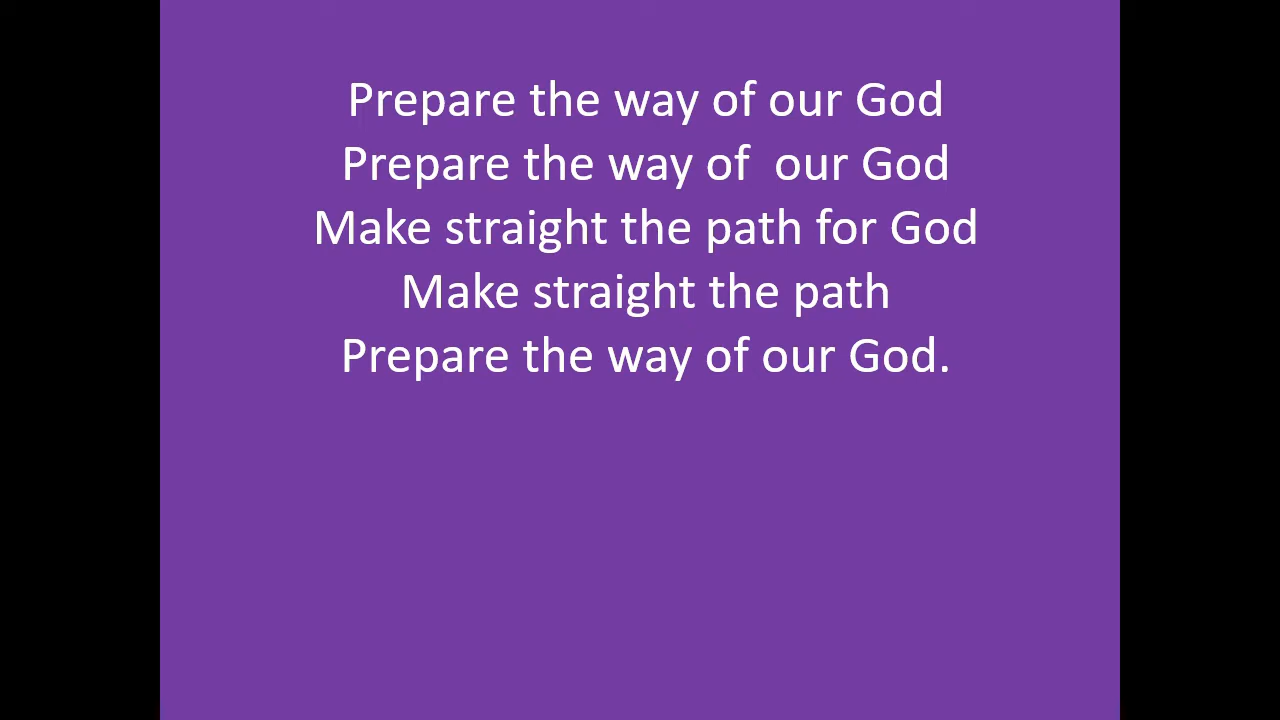 Prepare the way of our God
Prepare the way of  our God
Make straight the path for God
Make straight the path
Prepare the way of our God.